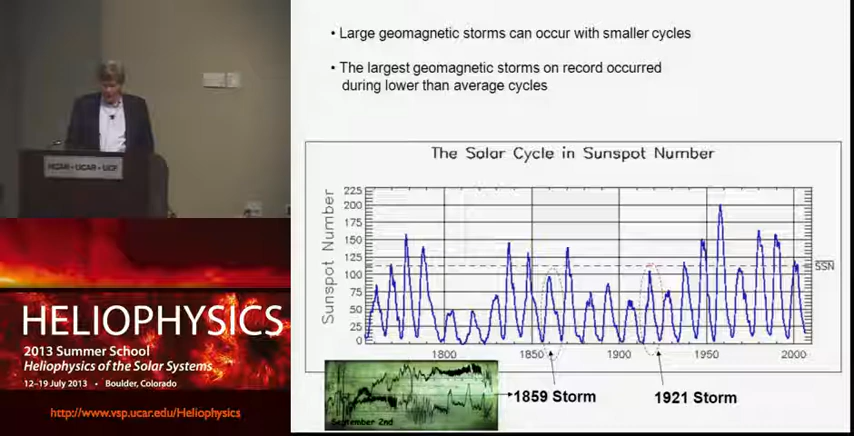 • Large geomagnetic storms can occur with smaller cycles
• The largest geomagnetic storms on record occurred
during lower than average cycles
The Solar Cycle in Sunspot Number
Sunspot Number
225
200
175
150
125
100
75
50
25
0
SSN
1800
1850
1900
1950
2000
1859 Storm
1921 Storm
September 2nd
NCAR - UCAR - UCP
HELIOPHYSICS
2013 Summer School
Heliophysics of the Solar Systems
12–19 July 2013 • Boulder, Colorado
http://www.vsp.ucar.edu/Heliophysics